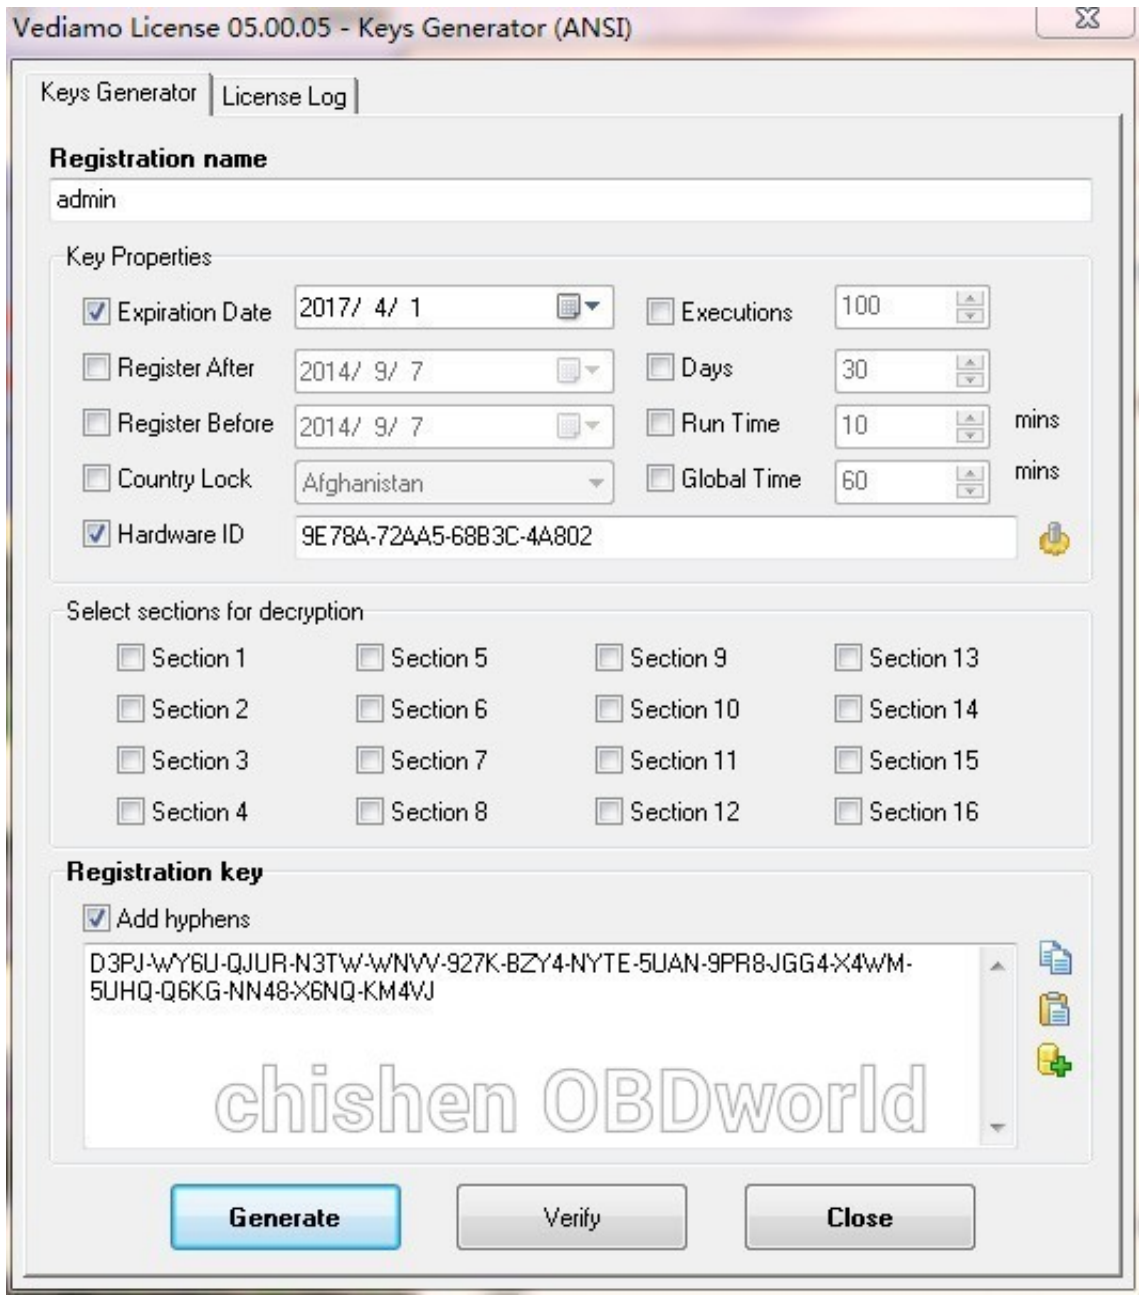 Vediamo License 05.00.05 - Keys Generator (ANSI)
Keys Generator License Log
Registration name
admin
Key Properties
Expiration Date 2017/ 4/ 1 Executions 100
Register After 2014/ 9/ 7 Days 30
Register Before 2014/ 9/ 7 Run Time 10 mins
Country Lock Afghanistan Global Time 60 mins
Hardware ID 9E78A-72AA5-68B3C-4A802
Select sections for decryption
Section 1 Section 5 Section 9 Section 13
Section 2 Section 6 Section 10 Section 14
Section 3 Section 7 Section 11 Section 15
Section 4 Section 8 Section 12 Section 16
Registration key
Add hyphens
D3PJ-WY6U-QJUR-N3TW-WNVV-927K-BZY4-NYTE-5UAN-9PR8-JGG4-X4WM-
5UHQ-Q6KG-NN48-X6NQ-KM4VJ
chishen OBDworld
Generate Verify Close